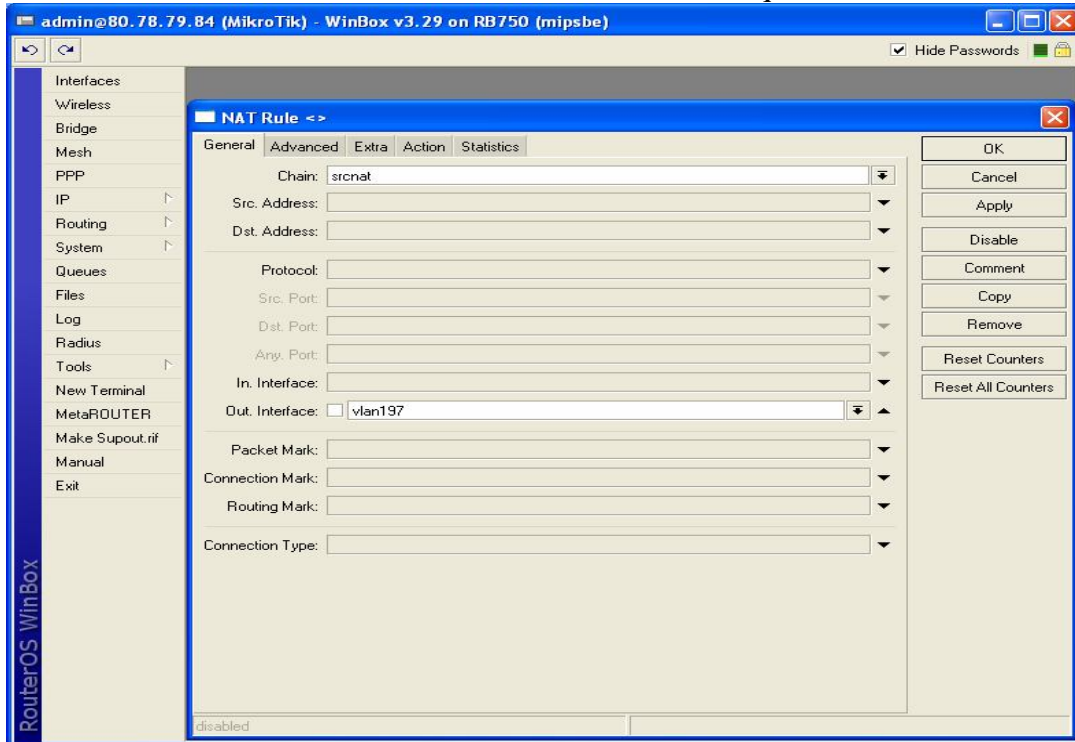 admin@80.78.79.84 (MikroTik) - WinBox v3.29 on RB750 (mipsbe)
Hide Passwords
Interfaces
Wireless
Bridge
Mesh
PPP
IP
Routing
System
Queues
Files
Log
Radius
Tools
New Terminal
MetaROUTER
Make Supout.rif
Manual
Exit
RouterOS WinBox
NAT Rule <>
General Advanced Extra Action Statistics
Chain: srcnat
Src. Address:
Dst. Address:
Protocol:
Src. Port:
Dst. Port:
Any. Port:
In. Interface:
Out. Interface: vlan197
Packet Mark:
Connection Mark:
Routing Mark:
Connection Type:
OK
Cancel
Apply
Disable
Comment
Copy
Remove
Reset Counters
Reset All Counters
disabled